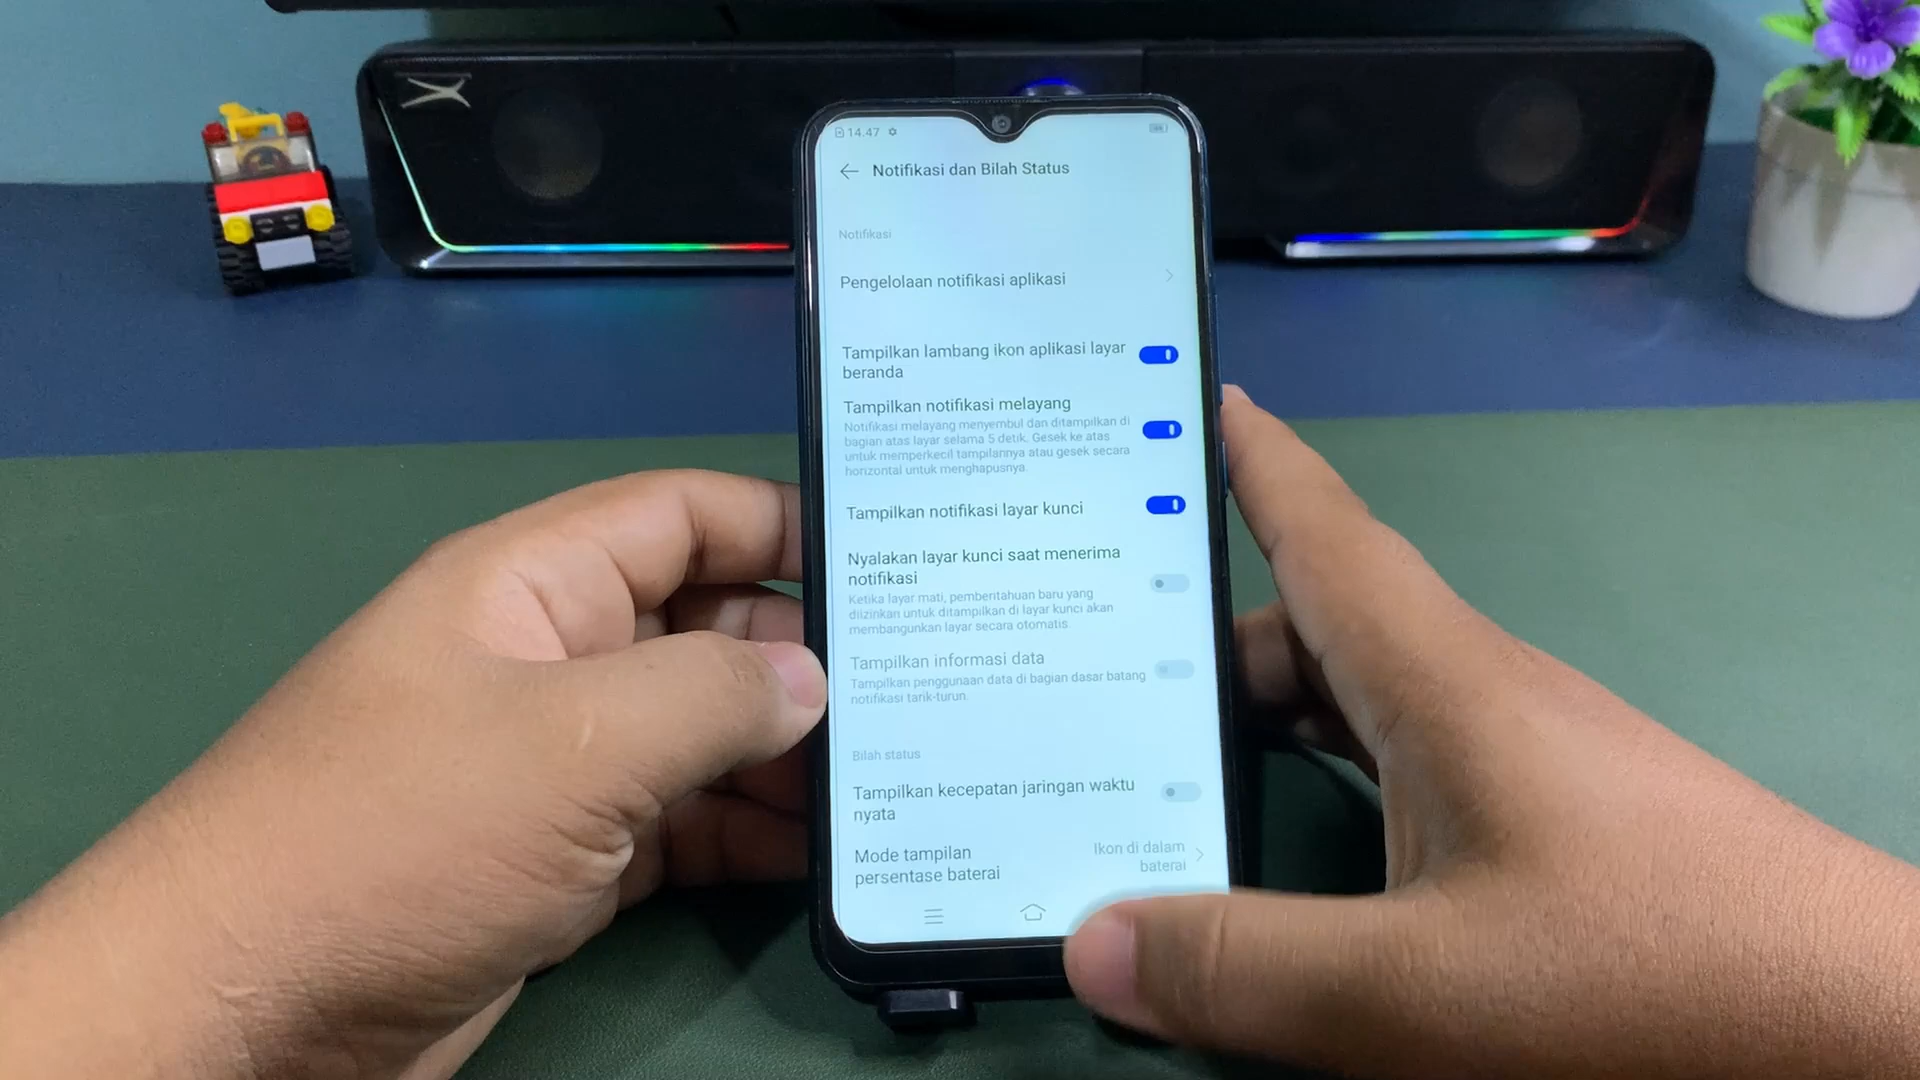 14.47
Notifikasi dan Bilah Status
Notifikasi
Pengelolaan notifikasi aplikasi
Tampilkan lambang ikon aplikasi layar
beranda
Tampilkan notifikasi melayang
Notifikasi melayang menyembul dan ditampilkan di
bagian atas layar selama 5 detik. Gesek ke atas
untuk memperkecil tampilannya atau gesek secara
horizontal untuk menghapusnya.
Tampilkan notifikasi layar kunci
Nyalakan layar kunci saat menerima
notifikasi
Ketika layar mati, pemberitahuan baru yang
diizinkan untuk ditampilkan di layar kunci akan
membangunkan layar secara otomatis
Tampilkan informasi data
Tampilkan penggunaan data di bagian dasar batang
notifikasi tarik-turun.
Bilah status
Tampilkan kecepatan jaringan waktu
nyata
Mode tampilan
persentase baterai
Ikon di dalam
baterai